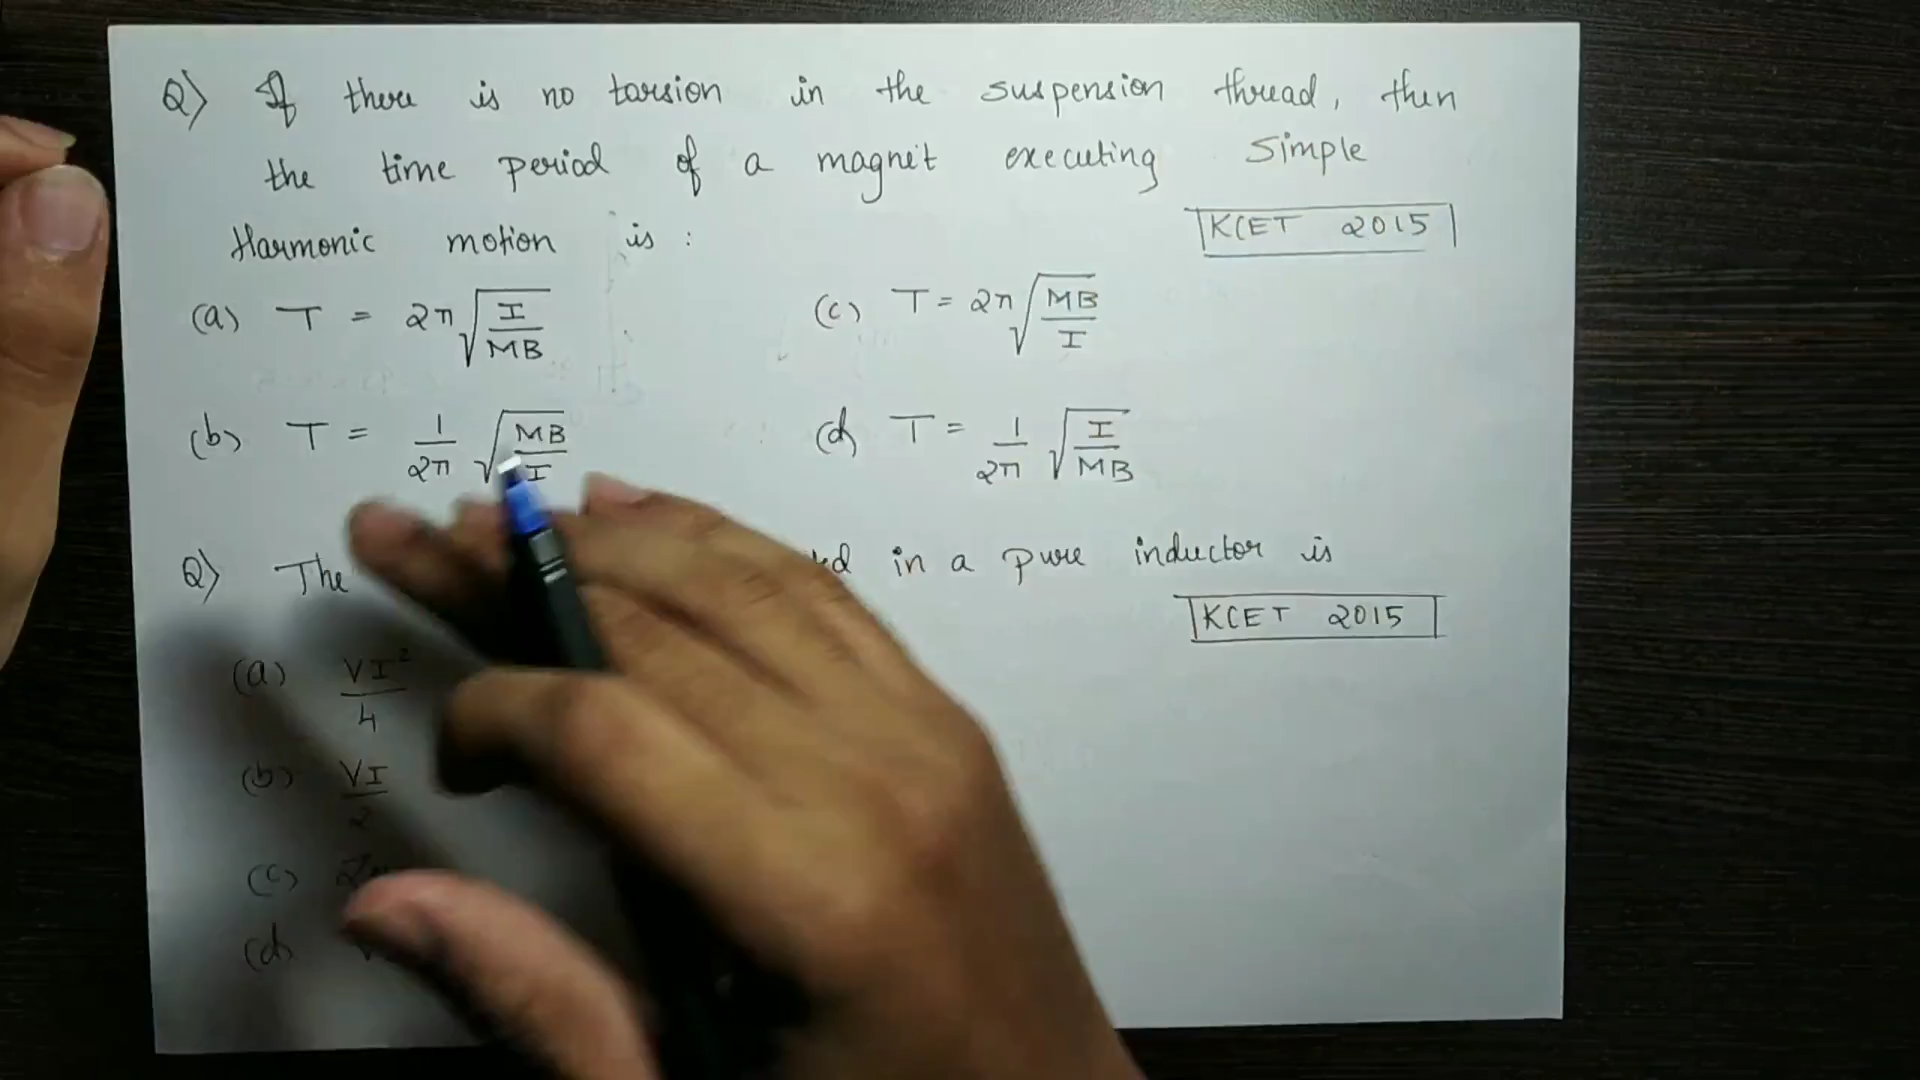 Q) If there is no torsion in the suspension thread, then
the time period of a magnet executing Simple
Harmonic motion is :
KCET 2015
(a) T = 2π√(I/MB)
(c) T = 2π√(MB/I)
(b) T = 1/2π √(MB/I)
(d) T = 1/2π √(I/MB)
Q) The in a pure inductor is
KCET 2015
(a) VI²/4
(b) VI/2
(c)
(d)